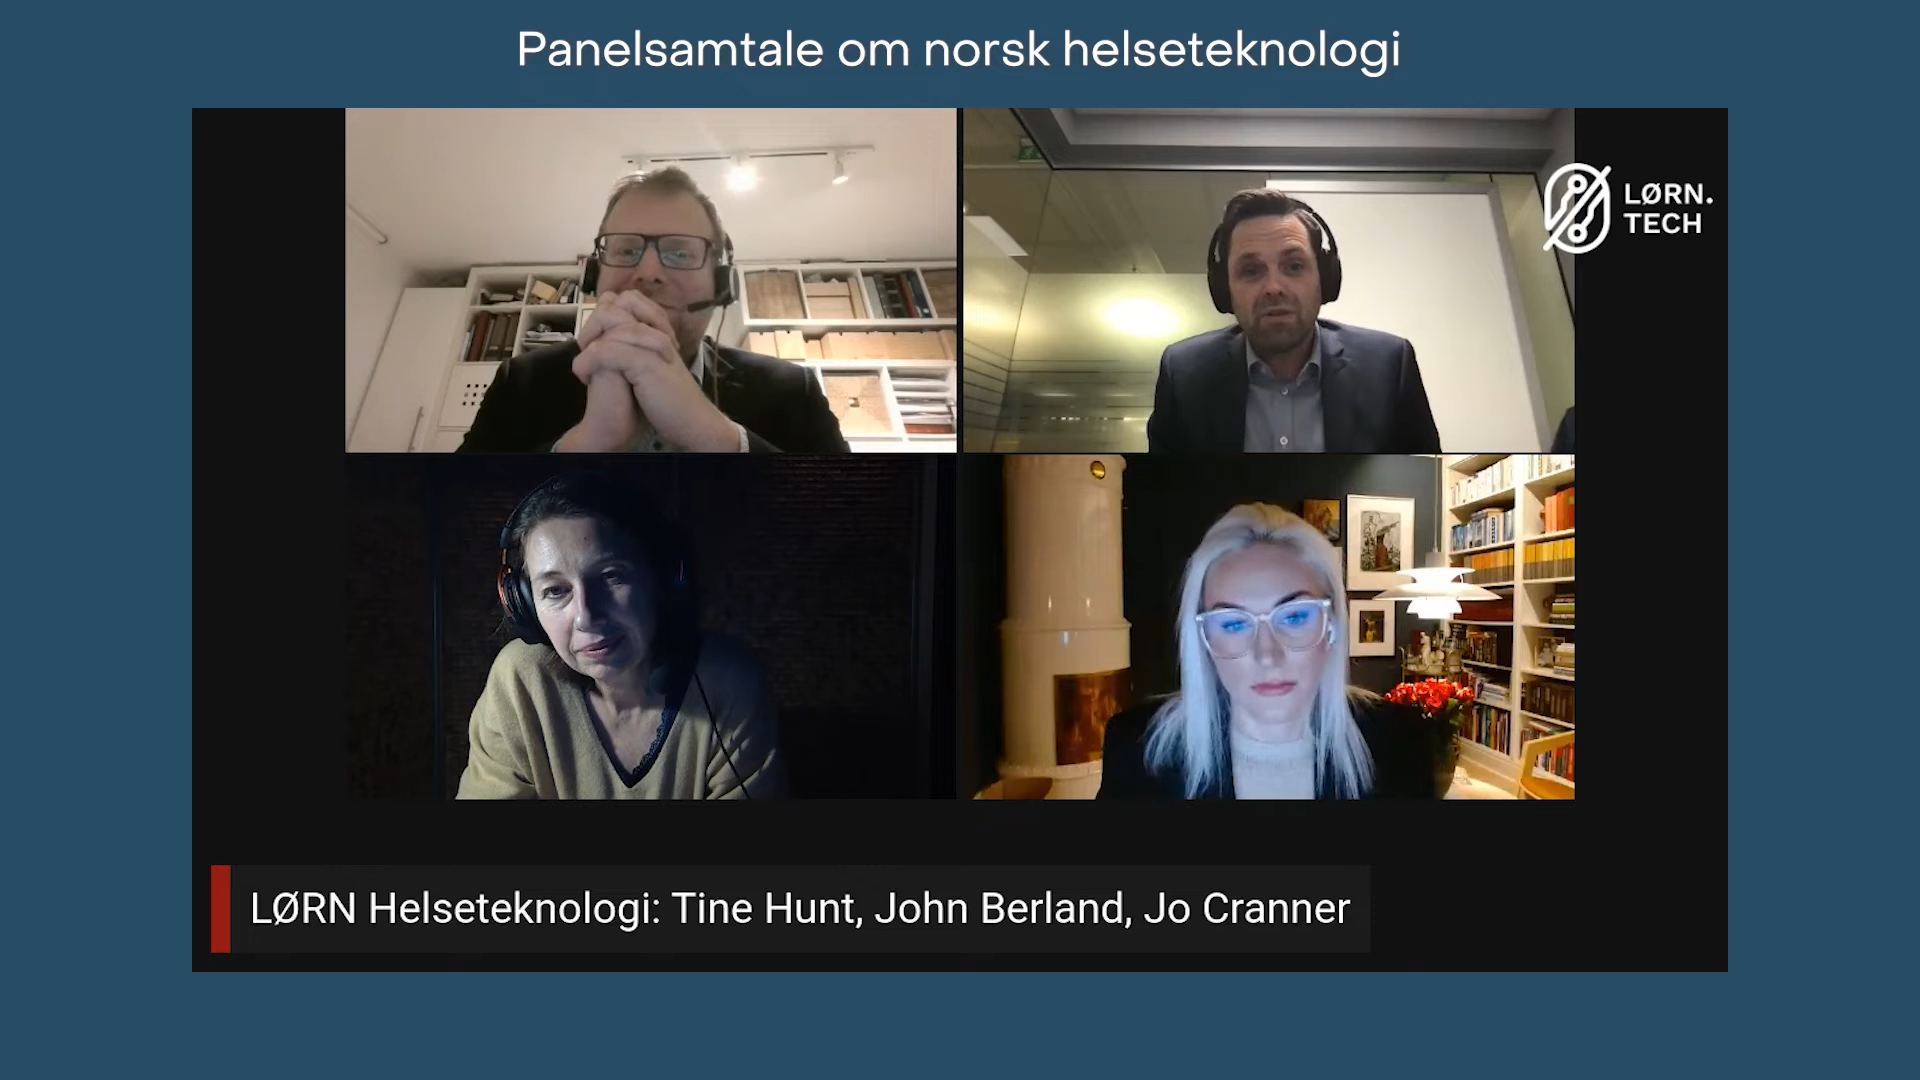 Panelsamtale om norsk helseteknologi
LØRN.
TECH
LØRN Helseteknologi: Tine Hunt, John Berland, Jo Cranner